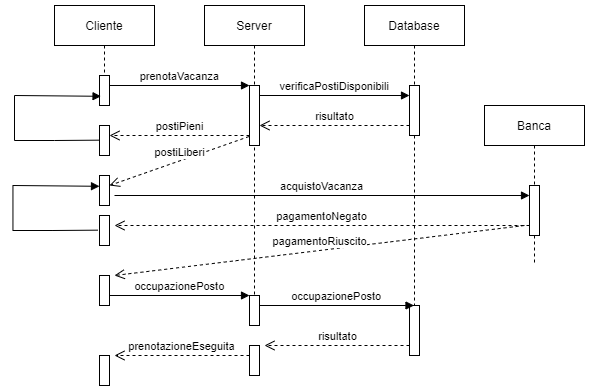 Cliente
Server
Database
prenotaVacanza
verificaPostiDisponibili
risultato
postiPieni
Banca
postiLiberi
acquistoVacanza
pagamentoNegato
pagamentoRiuscito
occupazionePosto
occupazionePosto
risultato
prenotazioneEseguita